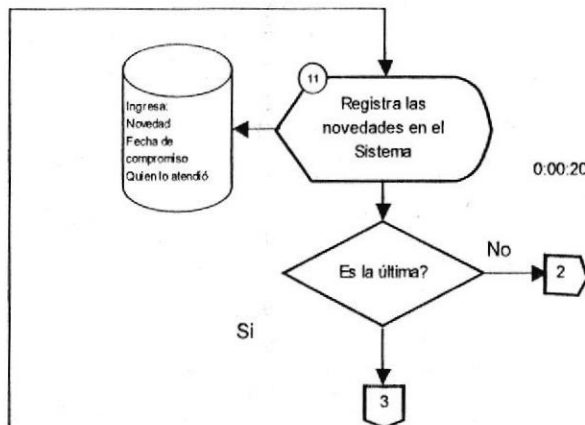 11
Registra las
novedades en el
Sistema
Ingresa:
Novedad
Fecha de
compromiso
Quien lo atendió
0:00:20
Es la última?
No
2
Si
3